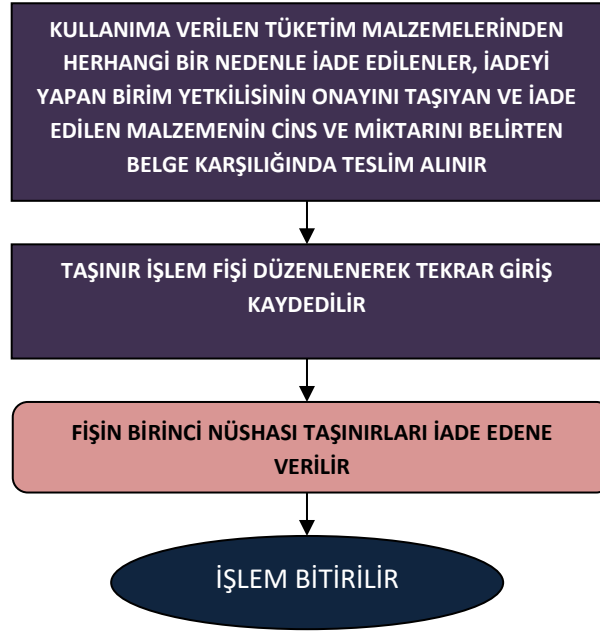 KULLANIMA VERİLEN TÜKETİM MALZEMELERİNDEN
HERHANGİ BİR NEDENLE İADE EDİLENLER, İADEYİ
YAPAN BİRİM YETKİLİSİNİN ONAYINI TAŞIYAN VE İADE
EDİLEN MALZEMENİN CİNS VE MİKTARINI BELİRTEN
BELGE KARŞILIĞINDA TESLİM ALINIR
TAŞINIR İŞLEM FİŞİ DÜZENLENEREK TEKRAR GİRİŞ
KAYDEDİLİR
FİŞİN BİRİNCİ NÜSHASI TAŞINIRLARI İADE EDENE
VERİLİR
İŞLEM BİTİRİLİR